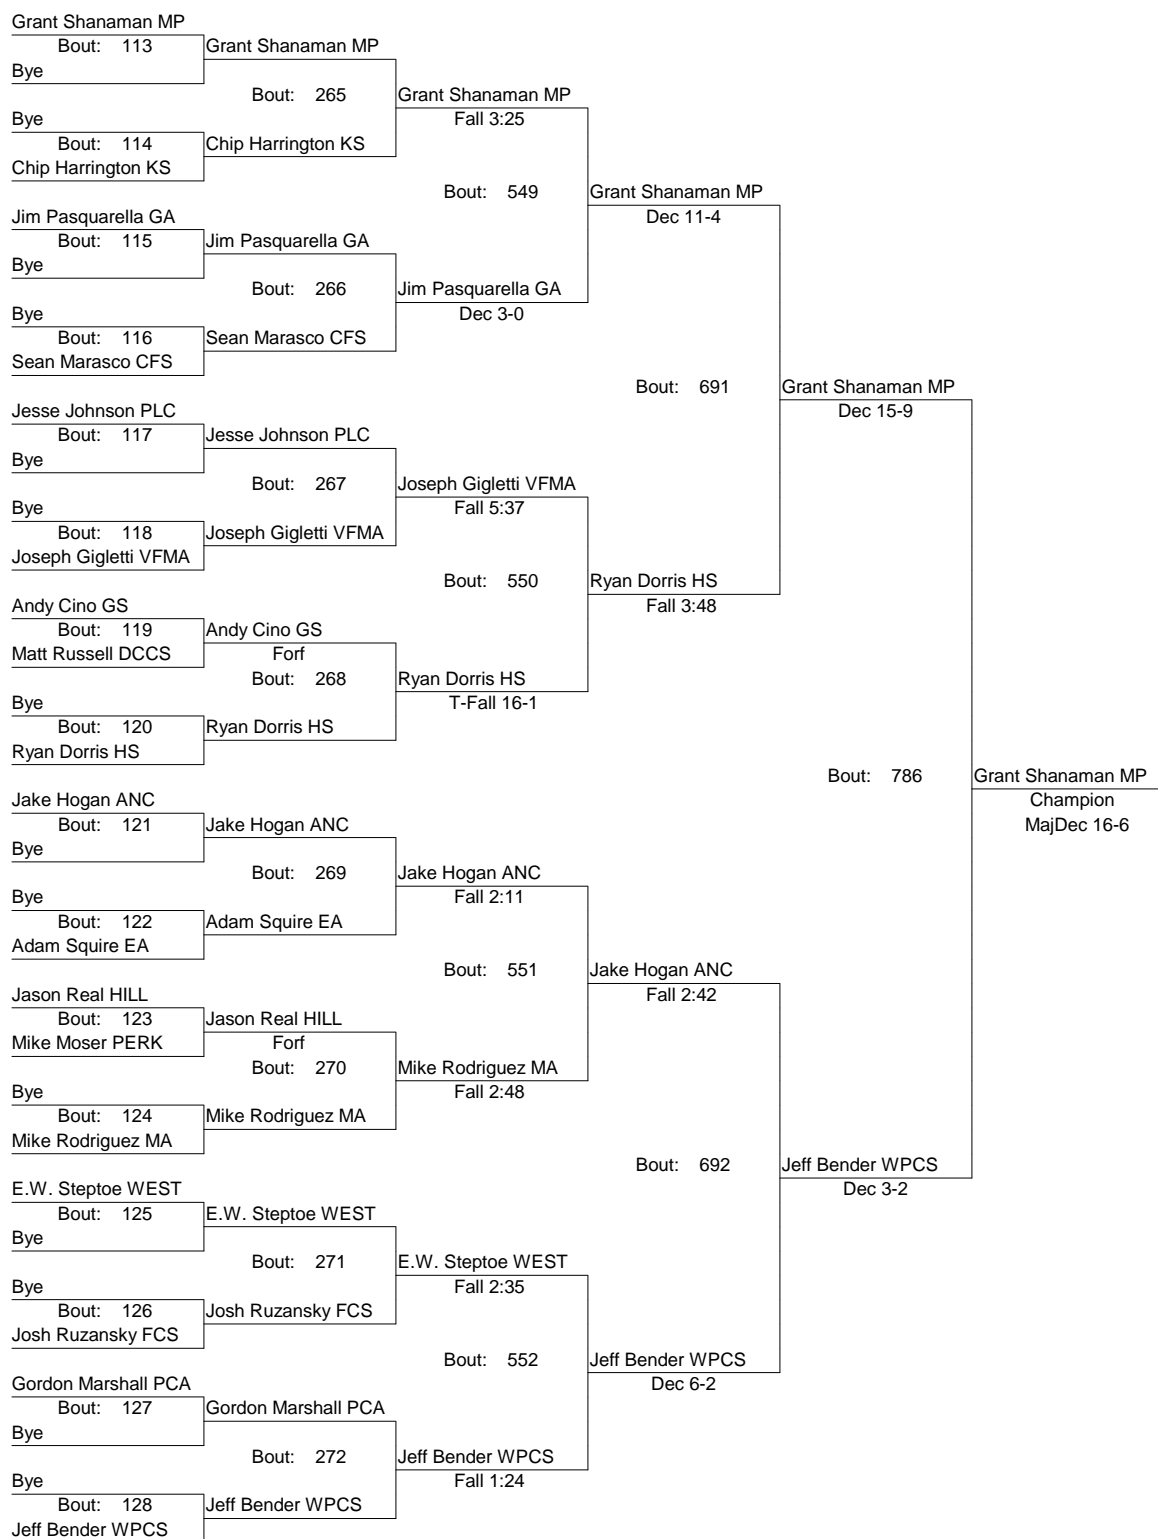 Grant Shanaman MP
Bout: 113 Grant Shanaman MP
Bye
Bout: 265 Grant Shanaman MP
Bye Fall 3:25
Bout: 114 Chip Harrington KS
Chip Harrington KS
Bout: 549 Grant Shanaman MP
Jim Pasquarella GA Dec 11-4
Bout: 115 Jim Pasquarella GA
Bye
Bout: 266 Jim Pasquarella GA
Bye Dec 3-0
Bout: 116 Sean Marasco CFS
Sean Marasco CFS
Bout: 691 Grant Shanaman MP
Jesse Johnson PLC Dec 15-9
Bout: 117 Jesse Johnson PLC
Bye
Bout: 267 Joseph Gigletti VFMA
Bye Fall 5:37
Bout: 118 Joseph Gigletti VFMA
Joseph Gigletti VFMA
Bout: 550 Ryan Dorris HS
Andy Cino GS Fall 3:48
Bout: 119 Andy Cino GS
Matt Russell DCCS Forf
Bout: 268 Ryan Dorris HS
Bye T-Fall 16-1
Bout: 120 Ryan Dorris HS
Ryan Dorris HS
Bout: 786 Grant Shanaman MP
Jake Hogan ANC Champion
Bout: 121 Jake Hogan ANC MajDec 16-6
Bye
Bout: 269 Jake Hogan ANC
Bye Fall 2:11
Bout: 122 Adam Squire EA
Adam Squire EA
Bout: 551 Jake Hogan ANC
Jason Real HILL Fall 2:42
Bout: 123 Jason Real HILL
Mike Moser PERK Forf
Bout: 270 Mike Rodriguez MA
Bye Fall 2:48
Bout: 124 Mike Rodriguez MA
Mike Rodriguez MA
Bout: 692 Jeff Bender WPCS
E.W. Steptoe WEST Dec 3-2
Bout: 125 E.W. Steptoe WEST
Bye
Bout: 271 E.W. Steptoe WEST
Bye Fall 2:35
Bout: 126 Josh Ruzansky FCS
Josh Ruzansky FCS
Bout: 552 Jeff Bender WPCS
Gordon Marshall PCA Dec 6-2
Bout: 127 Gordon Marshall PCA
Bye
Bout: 272 Jeff Bender WPCS
Bye Fall 1:24
Bout: 128 Jeff Bender WPCS
Jeff Bender WPCS